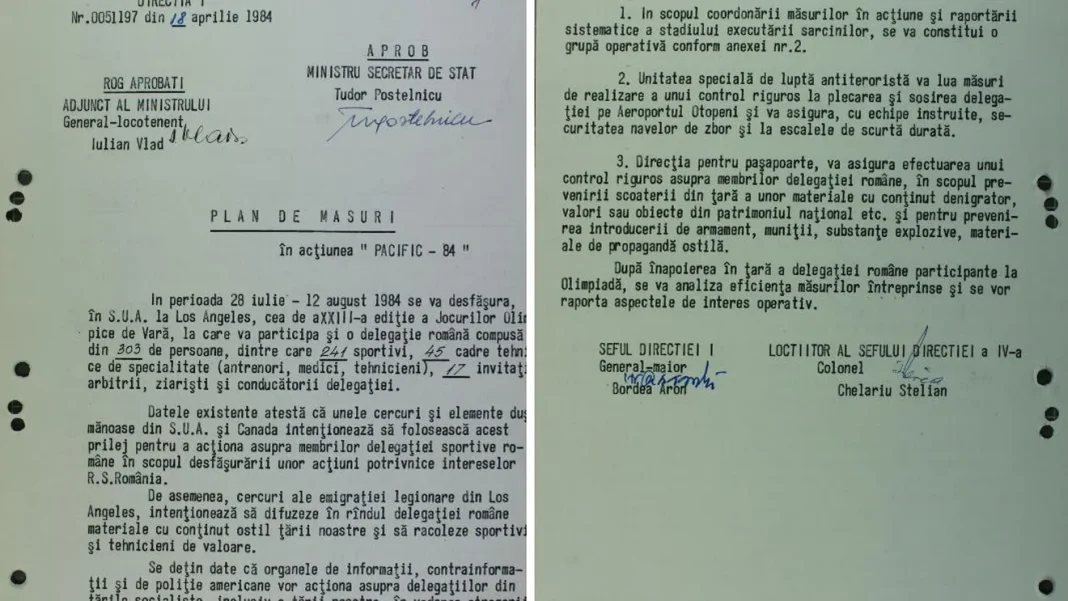 DIRECTIA I
Nr.0051197 din 18 aprilie 1984
A P R O B
MINISTRU SECRETAR DE STAT
Tudor Postelnicu
ROG APROBATI
ADJUNCT AL MINISTRULUI
General-locotenent
Iulian Vlad
P L A N  D E  M A S U R I
în acţiunea " PACIFIC - 84 "
In perioada 28 iulie - 12 august 1984 se va desfăşura,
în S.U.A. la Los Angeles, cea de aXXIII-a ediţie a Jocurilor Olim
pice de Vară, la care va participa şi o delegaţie română compusă
din 303 de persoane, dintre care 241 sportivi, 45 cadre tehni
ce de specialitate (antrenori, medici, tehnicieni), 17 invitaţi
arbitrii, ziarişti şi conducătorii delegaţiei.
Datele existente atestă că unele cercuri şi elemente duş
mănoase din S.U.A. şi Canada intenţionează să folosească acest
prilej pentru a acţiona asupra membrilor delegaţiei sportive ro-
mâne în scopul desfăşurării unor acţiuni potrivnice intereselor
R.S.România.
De asemenea, cercuri ale emigraţiei legionare din Los
Angeles, intenţionează să difuzeze în rîndul delegaţiei române
materiale cu conţinut ostil ţării noastre şi să racoleze sportivi
şi tehnicieni de valoare.
Se deţin date că organele de informaţii, contrainforma-
ţii şi de poliţie americane vor acţiona asupra delegaţiilor din
ţările socialiste, inclusiv a ţării noastre, în vederea
1. In scopul coordonării măsurilor în acţiune şi raportării
sistematice a stadiului executării sarcinilor, se va constitui o
grupă operativă conform anexei nr.2.
2. Unitatea specială de luptă antiteroristă va lua măsuri
de realizare a unui control riguros la plecarea şi sosirea delega-
ţiei pe Aeroportul Otopeni şi va asigura, cu echipe instruite, se-
curitatea navelor de zbor şi la escalele de scurtă durată.
3. Direcţia pentru paşapoarte, va asigura efectuarea unui
control riguros asupra membrilor delegaţiei române, în scopul pre-
venirii scoaterii din ţară a unor materiale cu conţinut denigrator,
valori sau obiecte din patrimoniul naţional etc. şi pentru preveni-
rea introducerii de armament, muniţii, substanţe explozive, materi-
ale de propagandă ostilă.
După înapoierea în ţară a delegaţiei române participante la
Olimpiadă, se va analiza eficienţa măsurilor întreprinse şi se vor
raporta aspectele de interes operativ.
SEFUL DIRECTIEI I
General-maior
Bordea Aron
LOCTIITOR AL SEFULUI DIRECTIEI a IV-a
Colonel
Chelariu Stelian